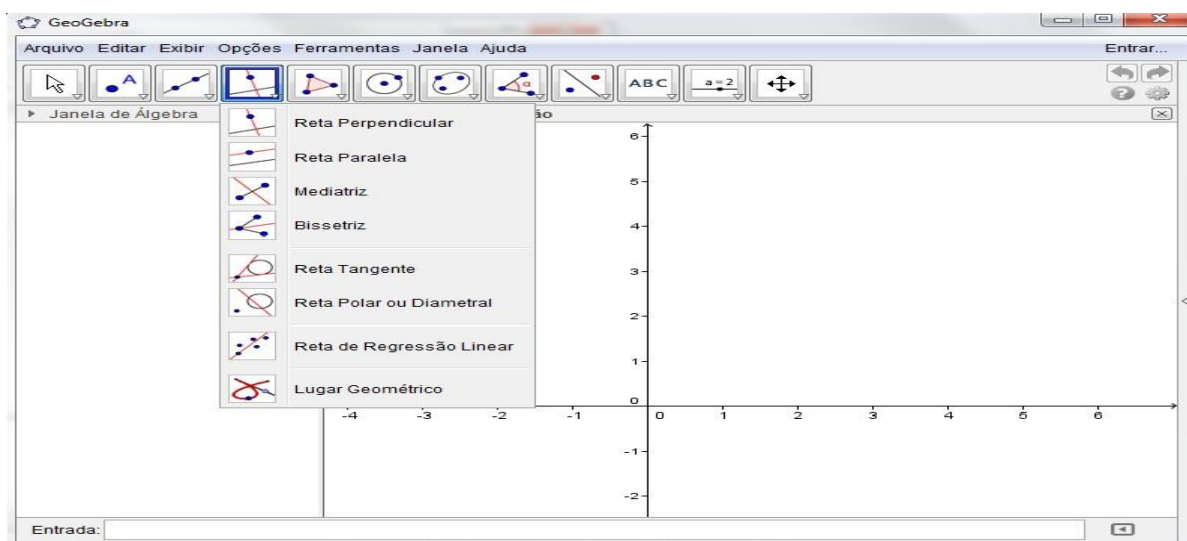 GeoGebra
Arquivo Editar Exibir Opções Ferramentas Janela Ajuda
Entrar...
A
α
ABC
a=2
Janela de Álgebra
ão
Reta Perpendicular
Reta Paralela
Mediatriz
Bissetriz
Reta Tangente
Reta Polar ou Diametral
Reta de Regressão Linear
Lugar Geométrico
6
5
4
3
2
1
0
-4 -3 -2 -1 0 1 2 3 4 5 6
-1
-2
Entrada: